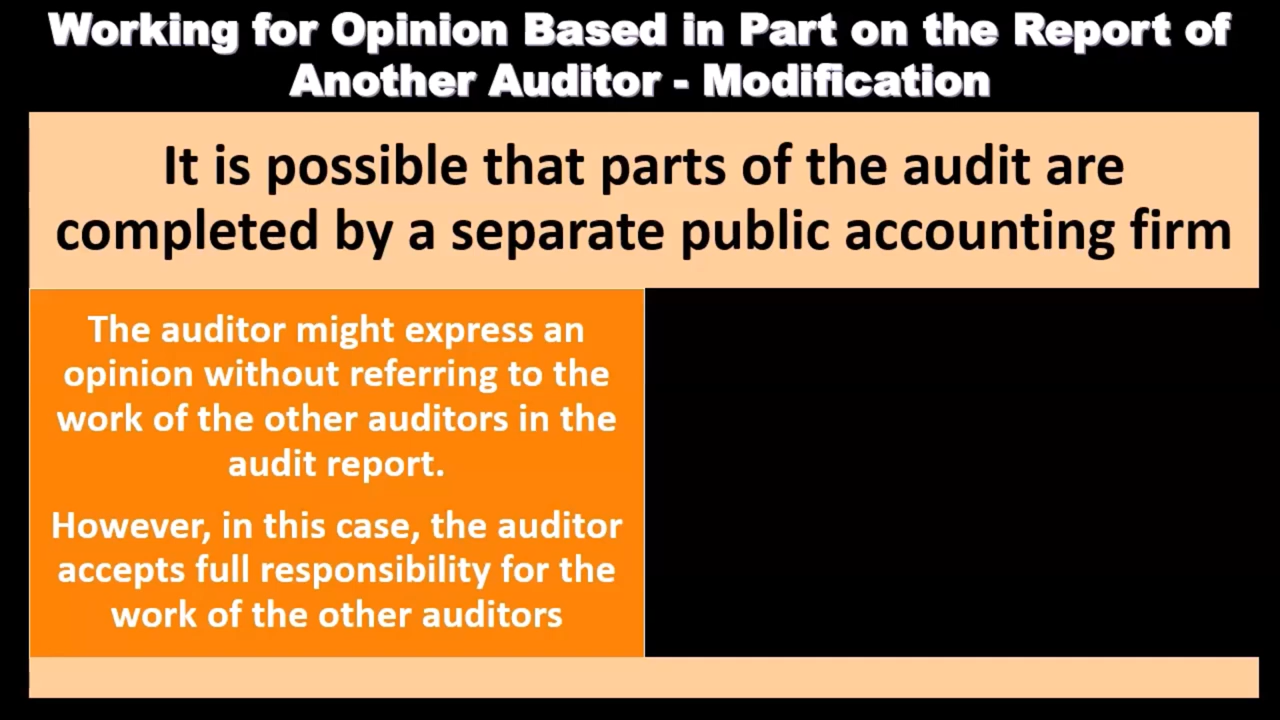 Working for Opinion Based in Part on the Report of
Another Auditor - Modification
It is possible that parts of the audit are
completed by a separate public accounting firm
The auditor might express an
opinion without referring to the
work of the other auditors in the
audit report.
However, in this case, the auditor
accepts full responsibility for the
work of the other auditors